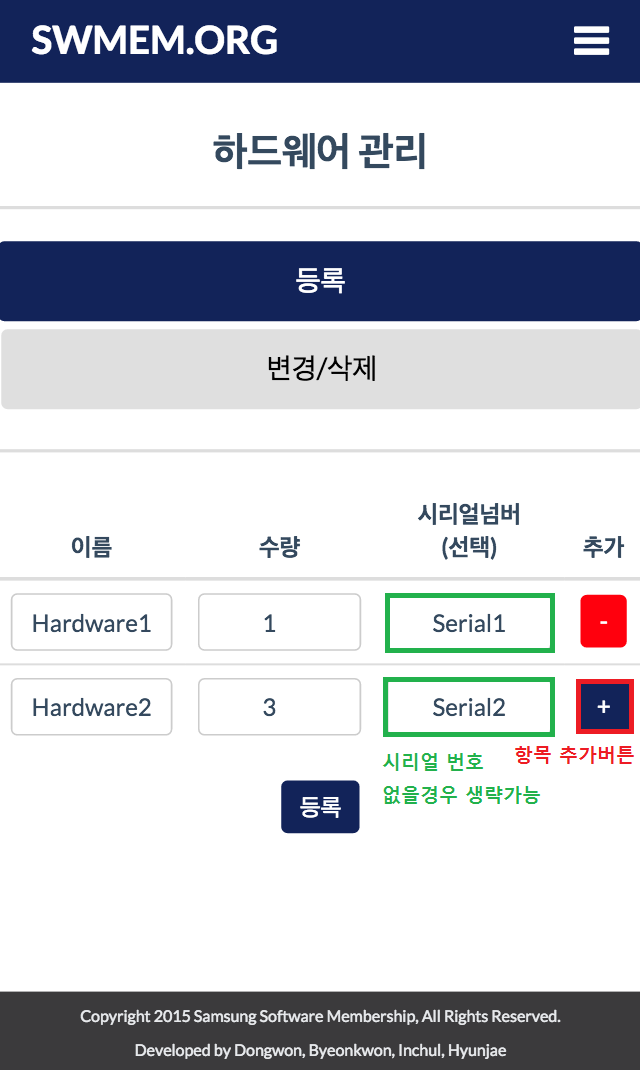 SWMEM.ORG
하드웨어 관리
등록
변경/삭제
이름 수량 시리얼넘버 (선택) 추가
Hardware1 1 Serial1 -
Hardware2 3 Serial2 +
시리얼 번호 항목 추가버튼
없을경우 생략가능
등록
Copyright 2015 Samsung Software Membership, All Rights Reserved.
Developed by Dongwon, Byeonkwon, Inchul, Hyunjae